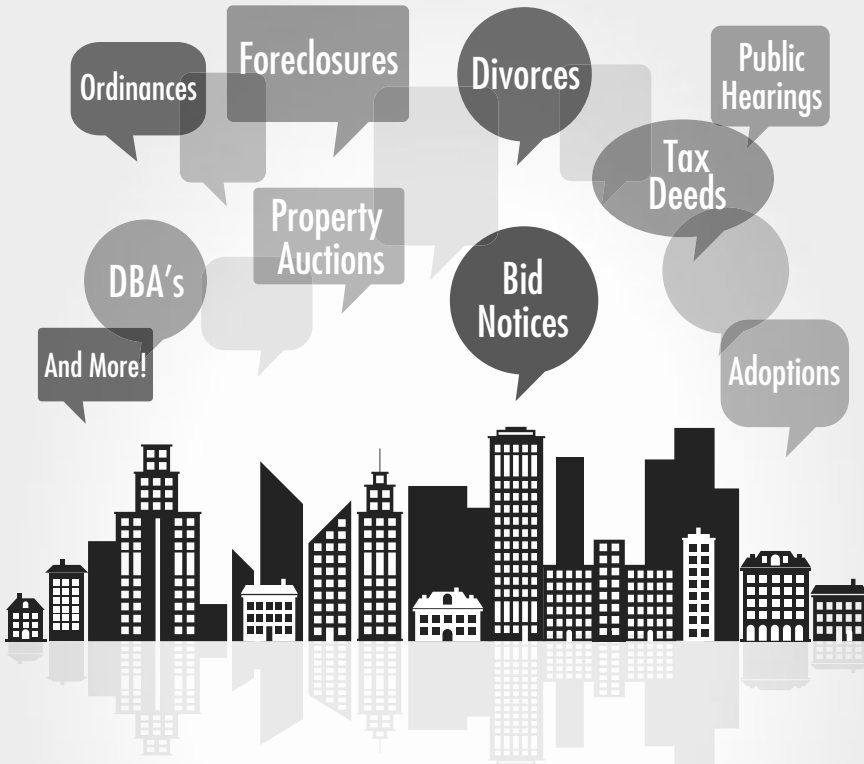 Ordinances
Foreclosures
Divorces
Public
Hearings
Tax
Deeds
Property
Auctions
DBA's
Bid
Notices
And More!
Adoptions